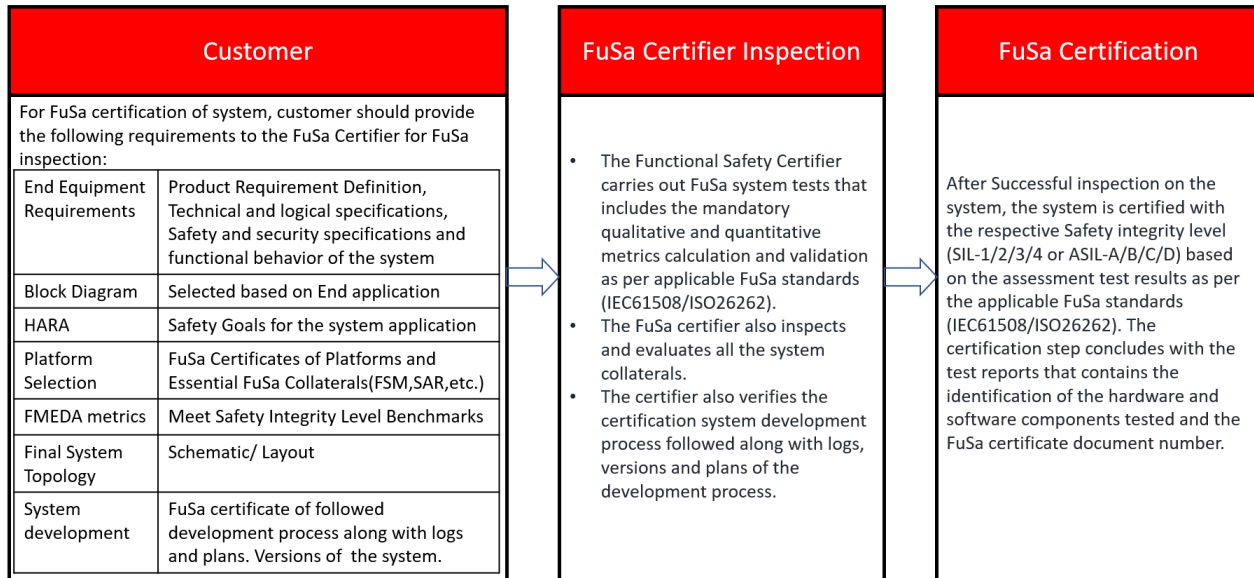 Customer
For FuSa certification of system, customer should provide
the following requirements to the FuSa Certifier for FuSa
inspection:
End Equipment
Requirements
Product Requirement Definition,
Technical and logical specifications,
Safety and security specifications and
functional behavior of the system
Block Diagram
Selected based on End application
HARA
Safety Goals for the system application
Platform
Selection
FuSa Certificates of Platforms and
Essential FuSa Collaterals(FSM,SAR,etc.)
FMEDA metrics
Meet Safety Integrity Level Benchmarks
Final System
Topology
Schematic/ Layout
System
development
FuSa certificate of followed
development process along with logs
and plans. Versions of the system.
FuSa Certifier Inspection
• The Functional Safety Certifier
carries out FuSa system tests that
includes the mandatory
qualitative and quantitative
metrics calculation and validation
as per applicable FuSa standards
(IEC61508/ISO26262).
• The FuSa certifier also inspects
and evaluates all the system
collaterals.
• The certifier also verifies the
certification system development
process followed along with logs,
versions and plans of the
development process.
FuSa Certification
After Successful inspection on the
system, the system is certified with
the respective Safety integrity level
(SIL-1/2/3/4 or ASIL-A/B/C/D) based
on the assessment test results as per
the applicable FuSa standards
(IEC61508/ISO26262). The
certification step concludes with the
test reports that contains the
identification of the hardware and
software components tested and the
FuSa certificate document number.